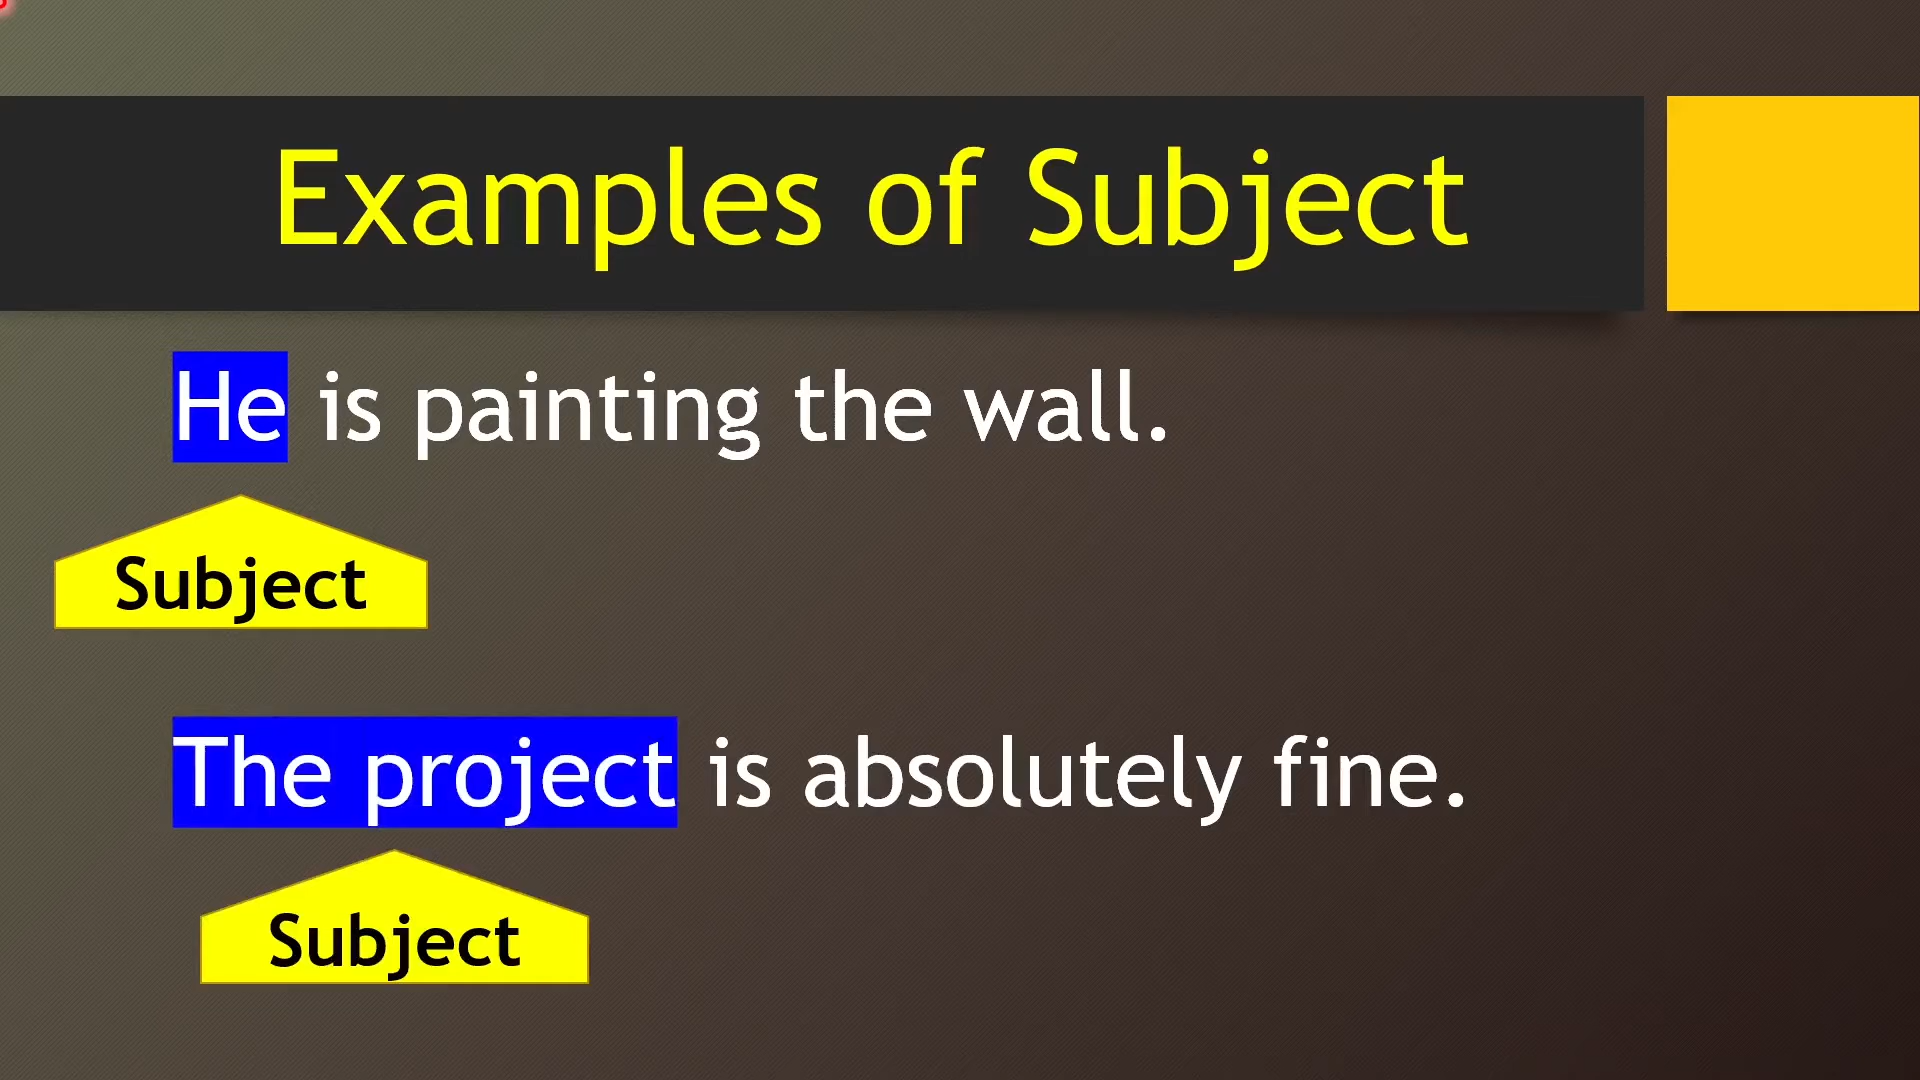 Examples of Subject
He is painting the wall.
Subject
The project is absolutely fine.
Subject